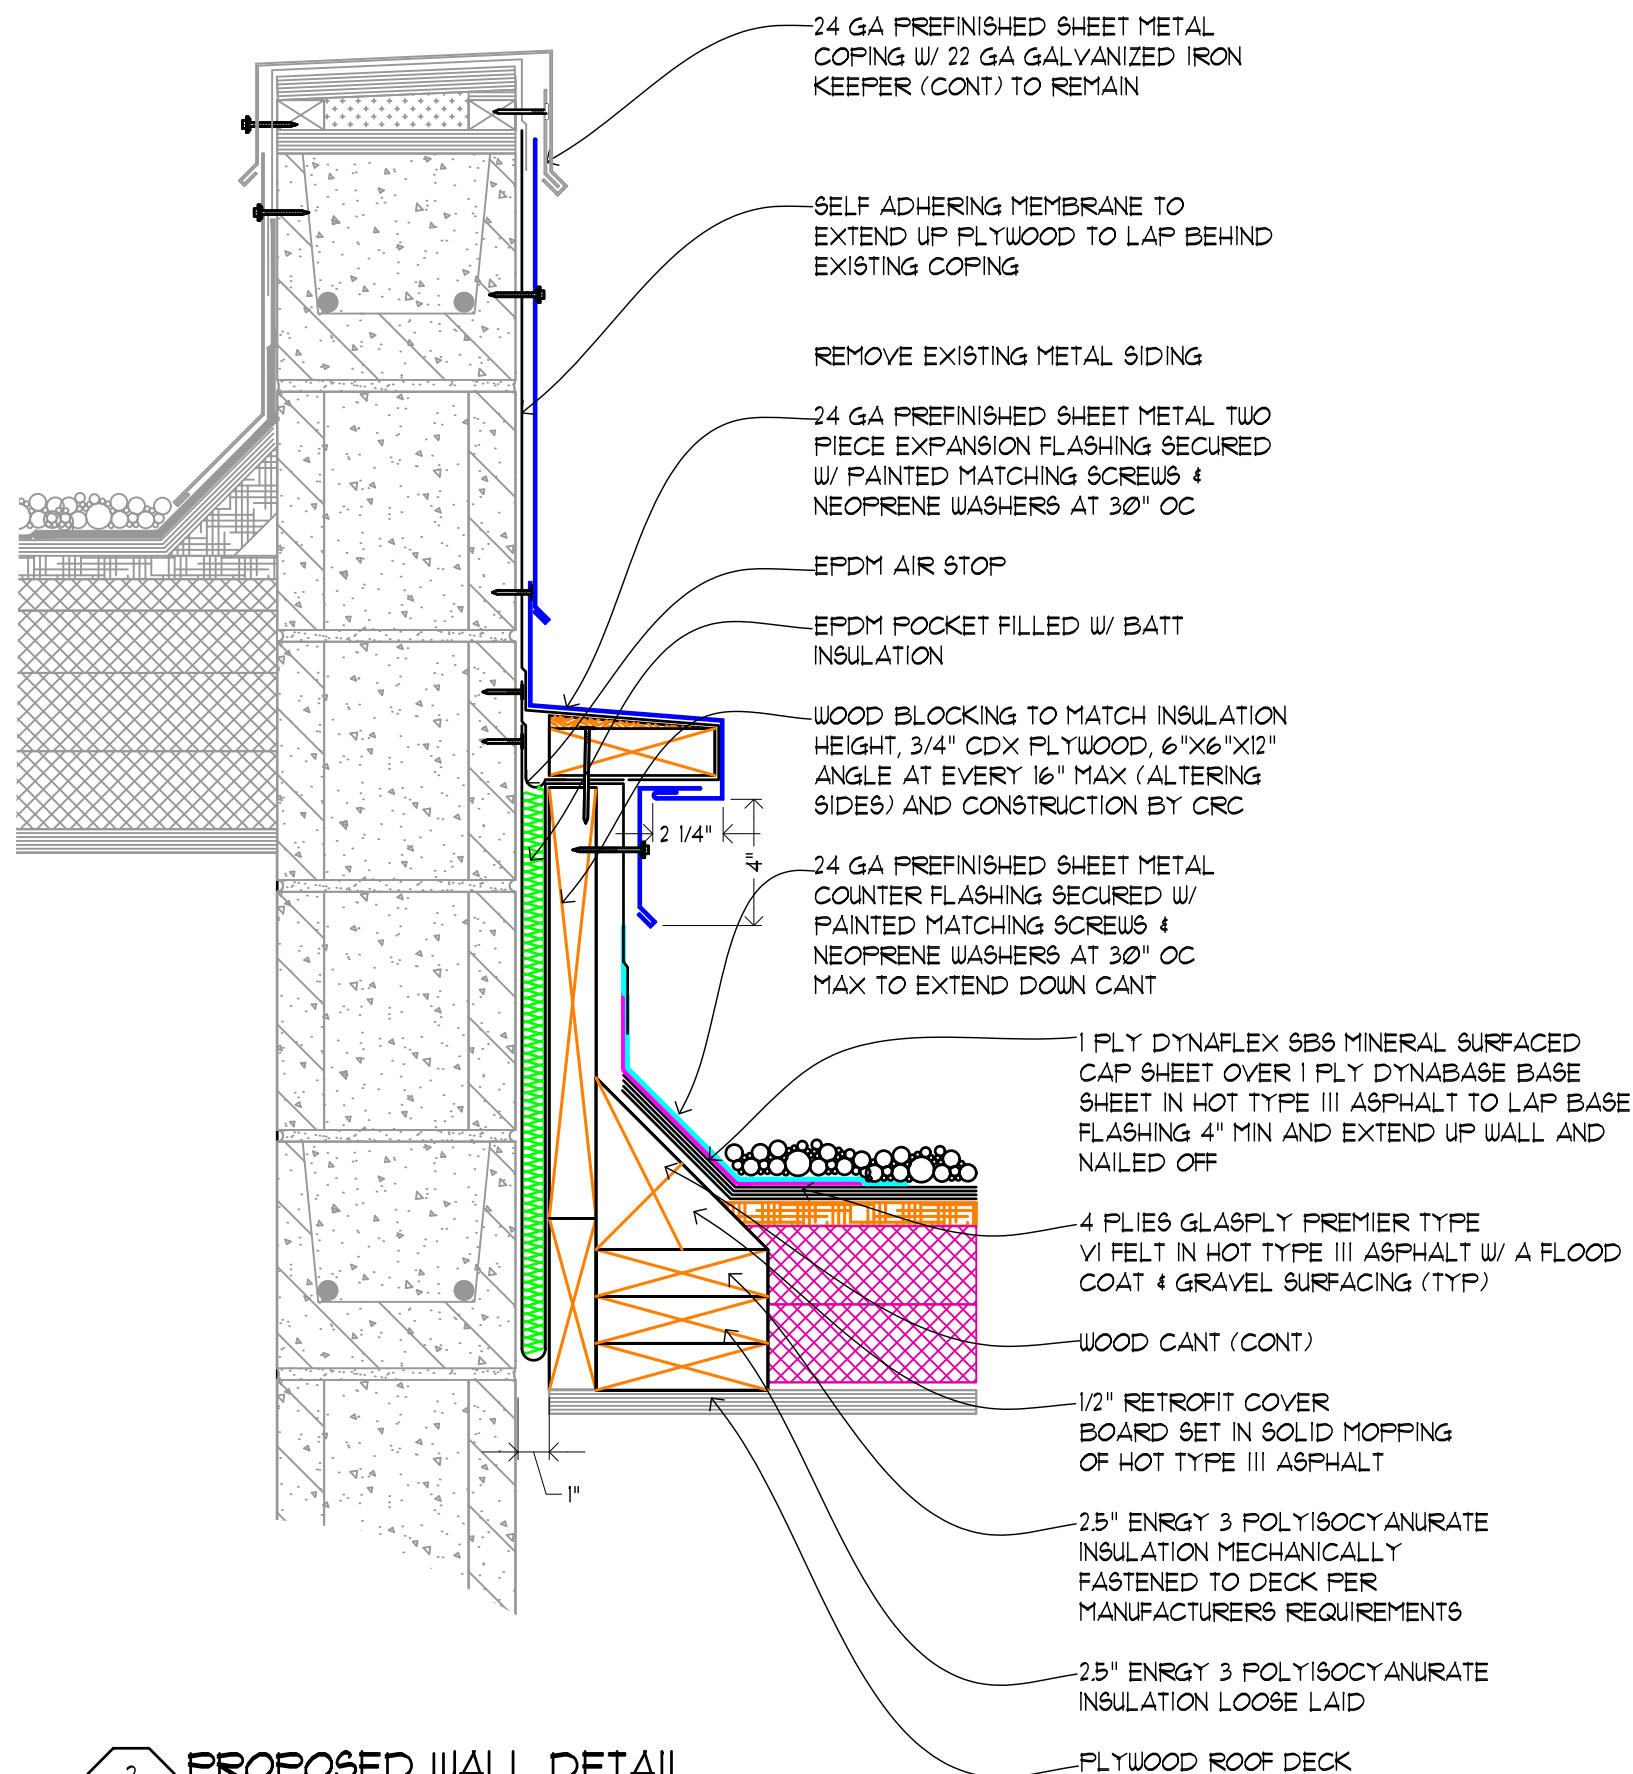 24 GA PREFINISHED SHEET METAL
COPING W/ 22 GA GALVANIZED IRON
KEEPER (CONT) TO REMAIN
SELF ADHERING MEMBRANE TO
EXTEND UP PLYWOOD TO LAP BEHIND
EXISTING COPING
REMOVE EXISTING METAL SIDING
24 GA PREFINISHED SHEET METAL TWO
PIECE EXPANSION FLASHING SECURED
W/ PAINTED MATCHING SCREWS &
NEOPRENE WASHERS AT 30" OC
EPDM AIR STOP
EPDM POCKET FILLED W/ BATT
INSULATION
WOOD BLOCKING TO MATCH INSULATION
HEIGHT, 3/4" CDX PLYWOOD, 6"X6"X12"
ANGLE AT EVERY 16" MAX (ALTERING
SIDES) AND CONSTRUCTION BY CRC
2 1/4"
4"
24 GA PREFINISHED SHEET METAL
COUNTER FLASHING SECURED W/
PAINTED MATCHING SCREWS &
NEOPRENE WASHERS AT 30" OC
MAX TO EXTEND DOWN CANT
1 PLY DYNAFLEX SBS MINERAL SURFACED
CAP SHEET OVER 1 PLY DYNABASE BASE
SHEET IN HOT TYPE III ASPHALT TO LAP BASE
FLASHING 4" MIN AND EXTEND UP WALL AND
NAILED OFF
4 PLIES GLASPLY PREMIER TYPE
VI FELT IN HOT TYPE III ASPHALT W/ A FLOOD
COAT & GRAVEL SURFACING (TYP)
WOOD CANT (CONT)
1/2" RETROFIT COVER
BOARD SET IN SOLID MOPPING
OF HOT TYPE III ASPHALT
1"
2.5" ENRGY 3 POLYISOCYANURATE
INSULATION MECHANICALLY
FASTENED TO DECK PER
MANUFACTURERS REQUIREMENTS
2.5" ENRGY 3 POLYISOCYANURATE
INSULATION LOOSE LAID
PLYWOOD ROOF DECK
2 PROPOSED WALL DETAIL